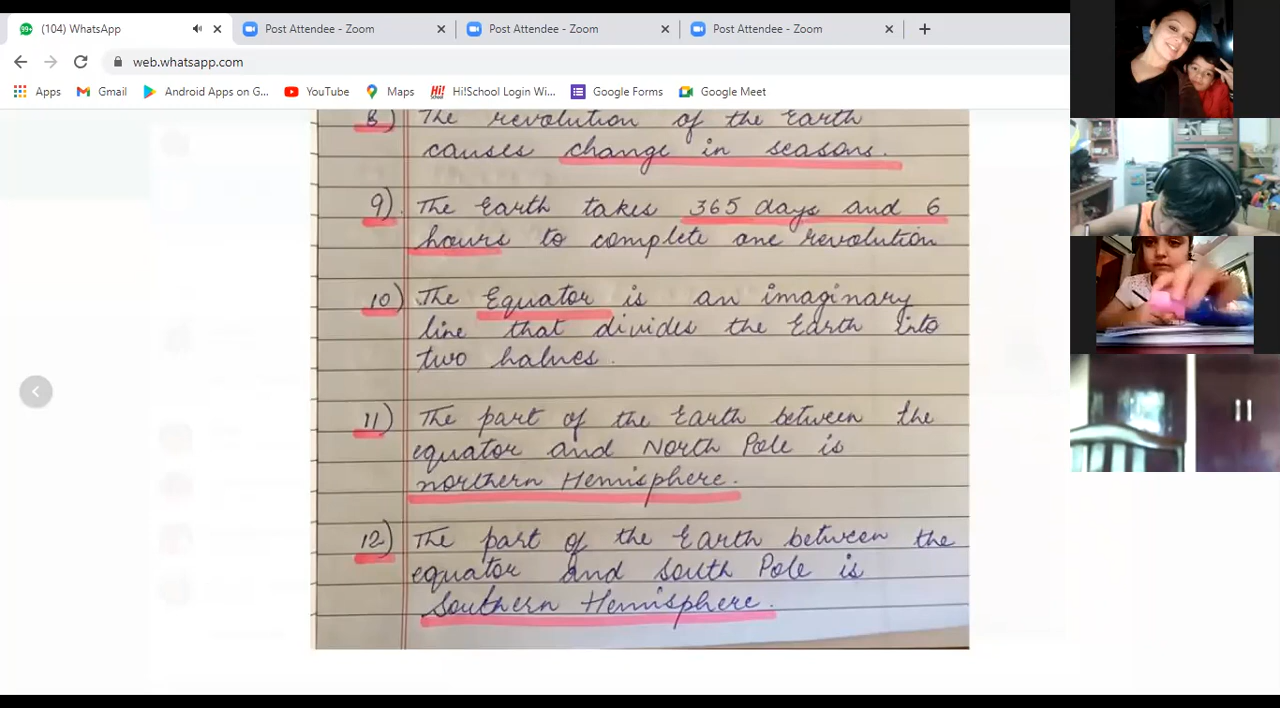 99+ (104) WhatsApp
Post Attendee - Zoom
Post Attendee - Zoom
Post Attendee - Zoom
web.whatsapp.com
Apps
Gmail
Android Apps on G...
YouTube
Maps
Hi! School Hi!School Login Wi...
Google Forms
Google Meet
8) The revolution of the Earth
causes change in seasons.
9). The Earth takes 365 days and 6
hours to complete one revolution
10) The Equator is an imaginary
line that divides the Earth into
two halves.
11) The part of the Earth between the
equator and North Pole is
northern Hemisphere.
12) The part of the Earth between the
equator and south Pole is
southern Hemisphere.